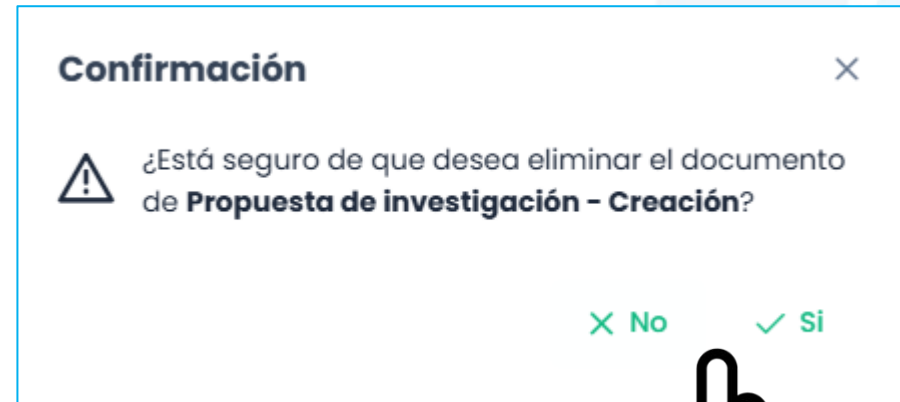 Confirmación
¿Está seguro de que desea eliminar el documento
de Propuesta de investigación - Creación?
No
Si